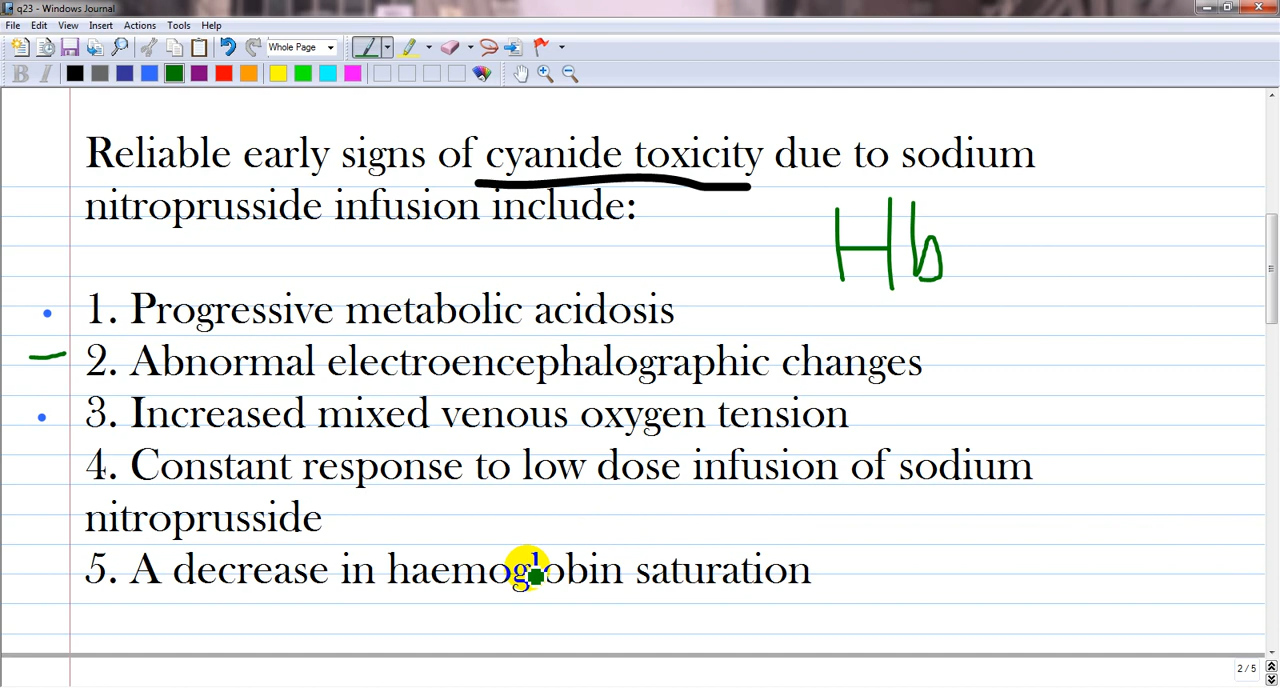 q23 - Windows Journal
File Edit View Insert Actions Tools Help
Whole Page
B I
Reliable early signs of cyanide toxicity due to sodium
nitroprusside infusion include:
Hb
1. Progressive metabolic acidosis
2. Abnormal electroencephalographic changes
3. Increased mixed venous oxygen tension
4. Constant response to low dose infusion of sodium
nitroprusside
5. A decrease in haemoglobin saturation
2 / 5